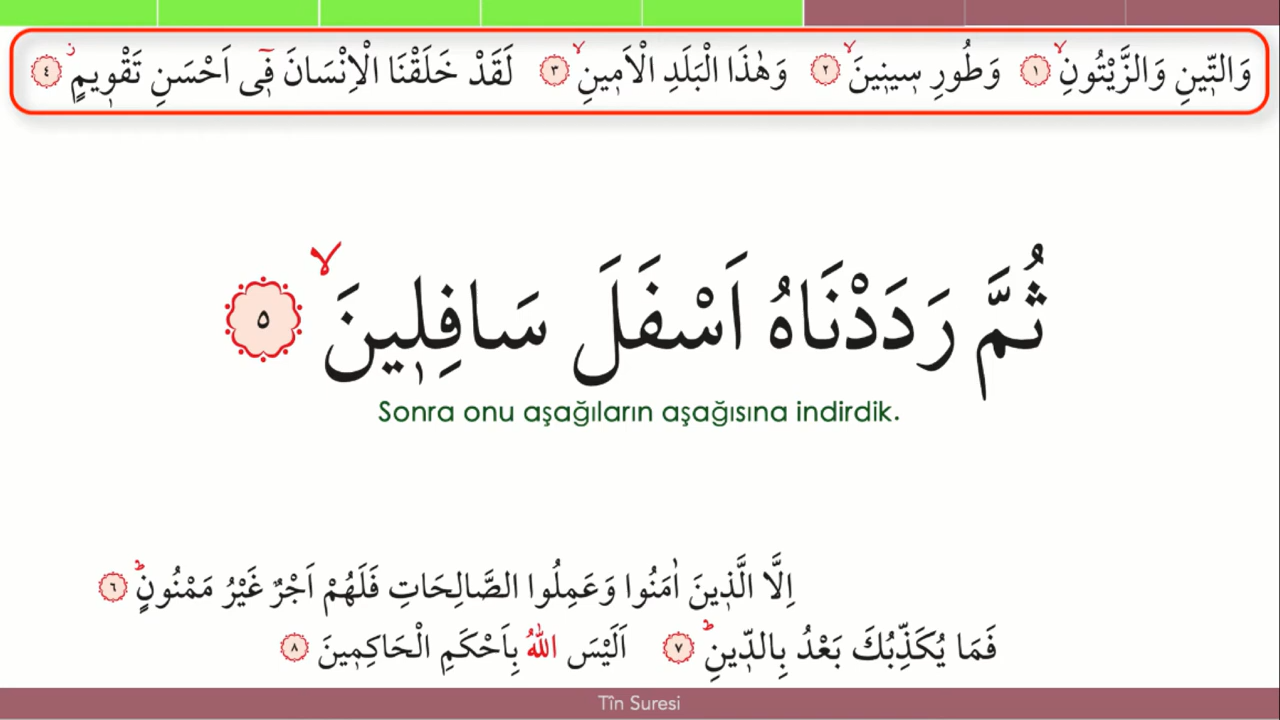 وَالتّ۪ينِ وَالزَّيْتُونِۙ ﴿١﴾ وَطُورِ س۪ين۪ينَۙ ﴿٢﴾ وَهٰذَا الْبَلَدِ الْاَم۪ينِۙ ﴿٣﴾ لَقَدْ خَلَقْنَا الْاِنْسَانَ ف۪ٓي اَحْسَنِ تَقْو۪يمٍۘ ﴿٤﴾
ثُمَّ رَدَدْنَاهُ اَسْفَلَ سَافِل۪ينَۙ ﴿٥﴾
Sonra onu aşağıların aşağısına indirdik.
اِلَّا الَّذ۪ينَ اٰمَنُوا وَعَمِلُوا الصَّالِحَاتِ فَلَهُمْ اَجْرٌ غَيْرُ مَمْنُونٍۜ ﴿٦﴾
فَمَا يُكَذِّبُكَ بَعْدُ بِالدّ۪ينِۜ ﴿٧﴾ اَلَيْسَ اللّٰهُ بِاَحْكَمِ الْحَاكِم۪ينَ ﴿٨﴾
Tîn Suresi